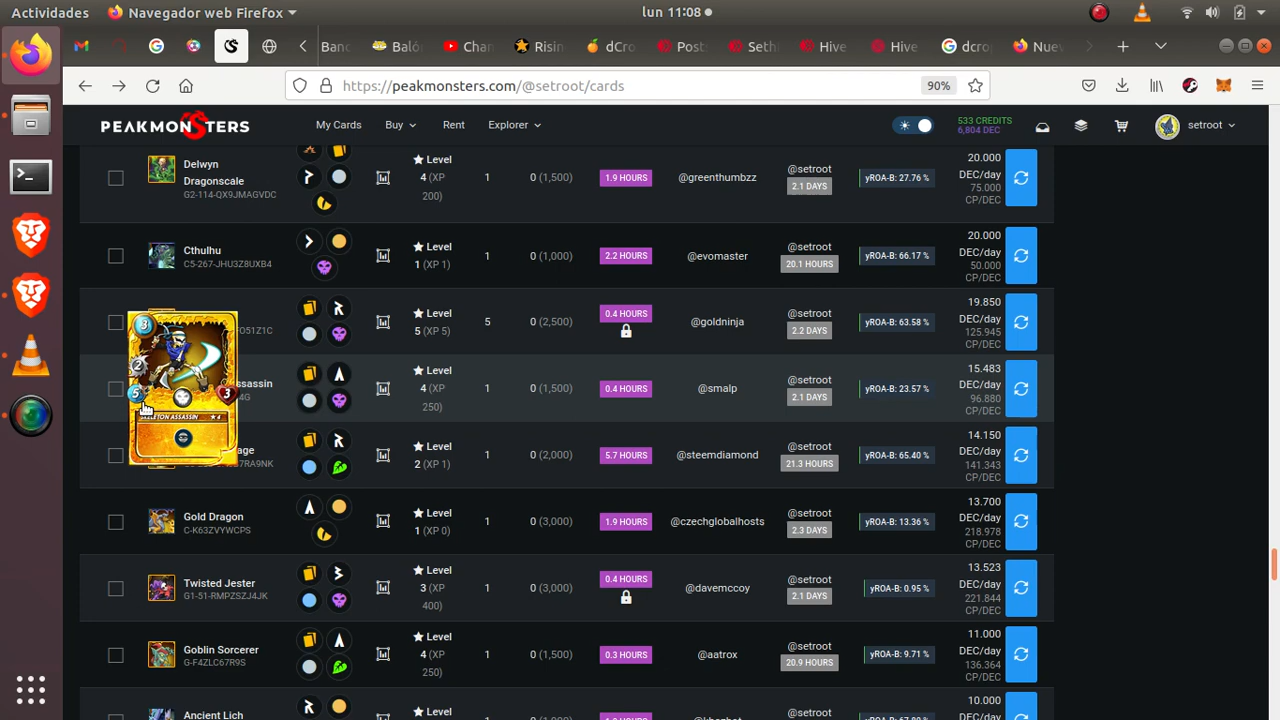 Actividades Navegador web Firefox lun 11:08
Banc Baló Chan Risin dCro Post Sethl Hive Hive dcrop Nuev
https://peakmonsters.com/@setroot/cards 90%
PEAKMONSTERS My Cards Buy Rent Explorer 533 CREDITS setroot
6,804 DEC
Delwyn Dragonscale
G2-114-QX9JMAGVDC
Level 4 (XP 200) 1 0 (1,500) 1.9 HOURS @greenthumbzz @setroot 2.1 DAYS yROA-B: 27.76 % 20.000 DEC/day 75.000 CP/DEC
Cthulhu
C5-267-JHU3Z8UXB4
Level 1 (XP 1) 1 0 (1,000) 2.2 HOURS @evomaster @setroot 20.1 HOURS yROA-B: 66.17 % 20.000 DEC/day 50.000 CP/DEC
Level 5 (XP 5) 5 0 (2,500) 0.4 HOURS @goldninja @setroot 2.2 DAYS yROA-B: 63.58 % 19.850 DEC/day 125.945 CP/DEC
3 2 5 3
SKELETON ASSASSIN ★ 4
Level 4 (XP 250) 1 0 (1,500) 0.4 HOURS @smalp @setroot 2.1 DAYS yROA-B: 23.57 % 15.483 DEC/day 96.880 CP/DEC
Level 2 (XP 1) 1 0 (2,000) 5.7 HOURS @steemdiamond @setroot 21.3 HOURS yROA-B: 65.40 % 14.150 DEC/day 141.343 CP/DEC
Gold Dragon
C-K63ZVYWCPS
Level 1 (XP 0) 1 0 (3,000) 1.9 HOURS @czechglobalhosts @setroot 2.3 DAYS yROA-B: 13.36 % 13.700 DEC/day 218.978 CP/DEC
Twisted Jester
G1-51-RMPZSZJ4JK
Level 3 (XP 400) 1 0 (3,000) 0.4 HOURS @davemccoy @setroot 2.1 DAYS yROA-B: 0.95 % 13.523 DEC/day 221.844 CP/DEC
Goblin Sorcerer
G-F4ZLC67R9S
Level 4 (XP 250) 1 0 (1,500) 0.3 HOURS @aatrox @setroot 20.9 HOURS yROA-B: 9.71 % 11.000 DEC/day 136.364 CP/DEC
Ancient Lich Level @setroot 10.000